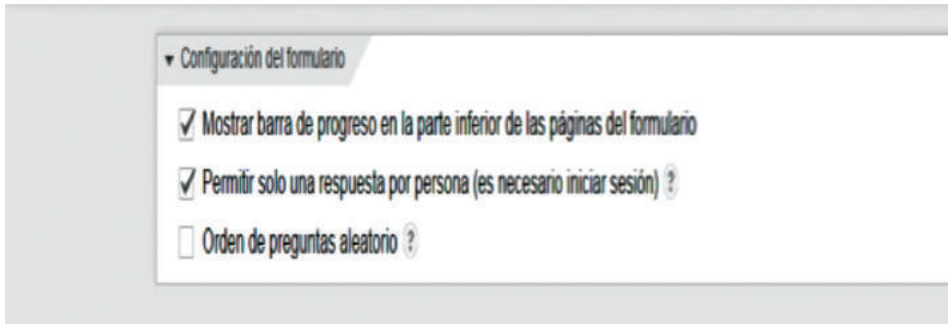 Configuración del formulario
Mostrar barra de progreso en la parte inferior de las páginas del formulario
Permitir solo una respuesta por persona (es necesario iniciar sesión) ?
Orden de preguntas aleatorio ?